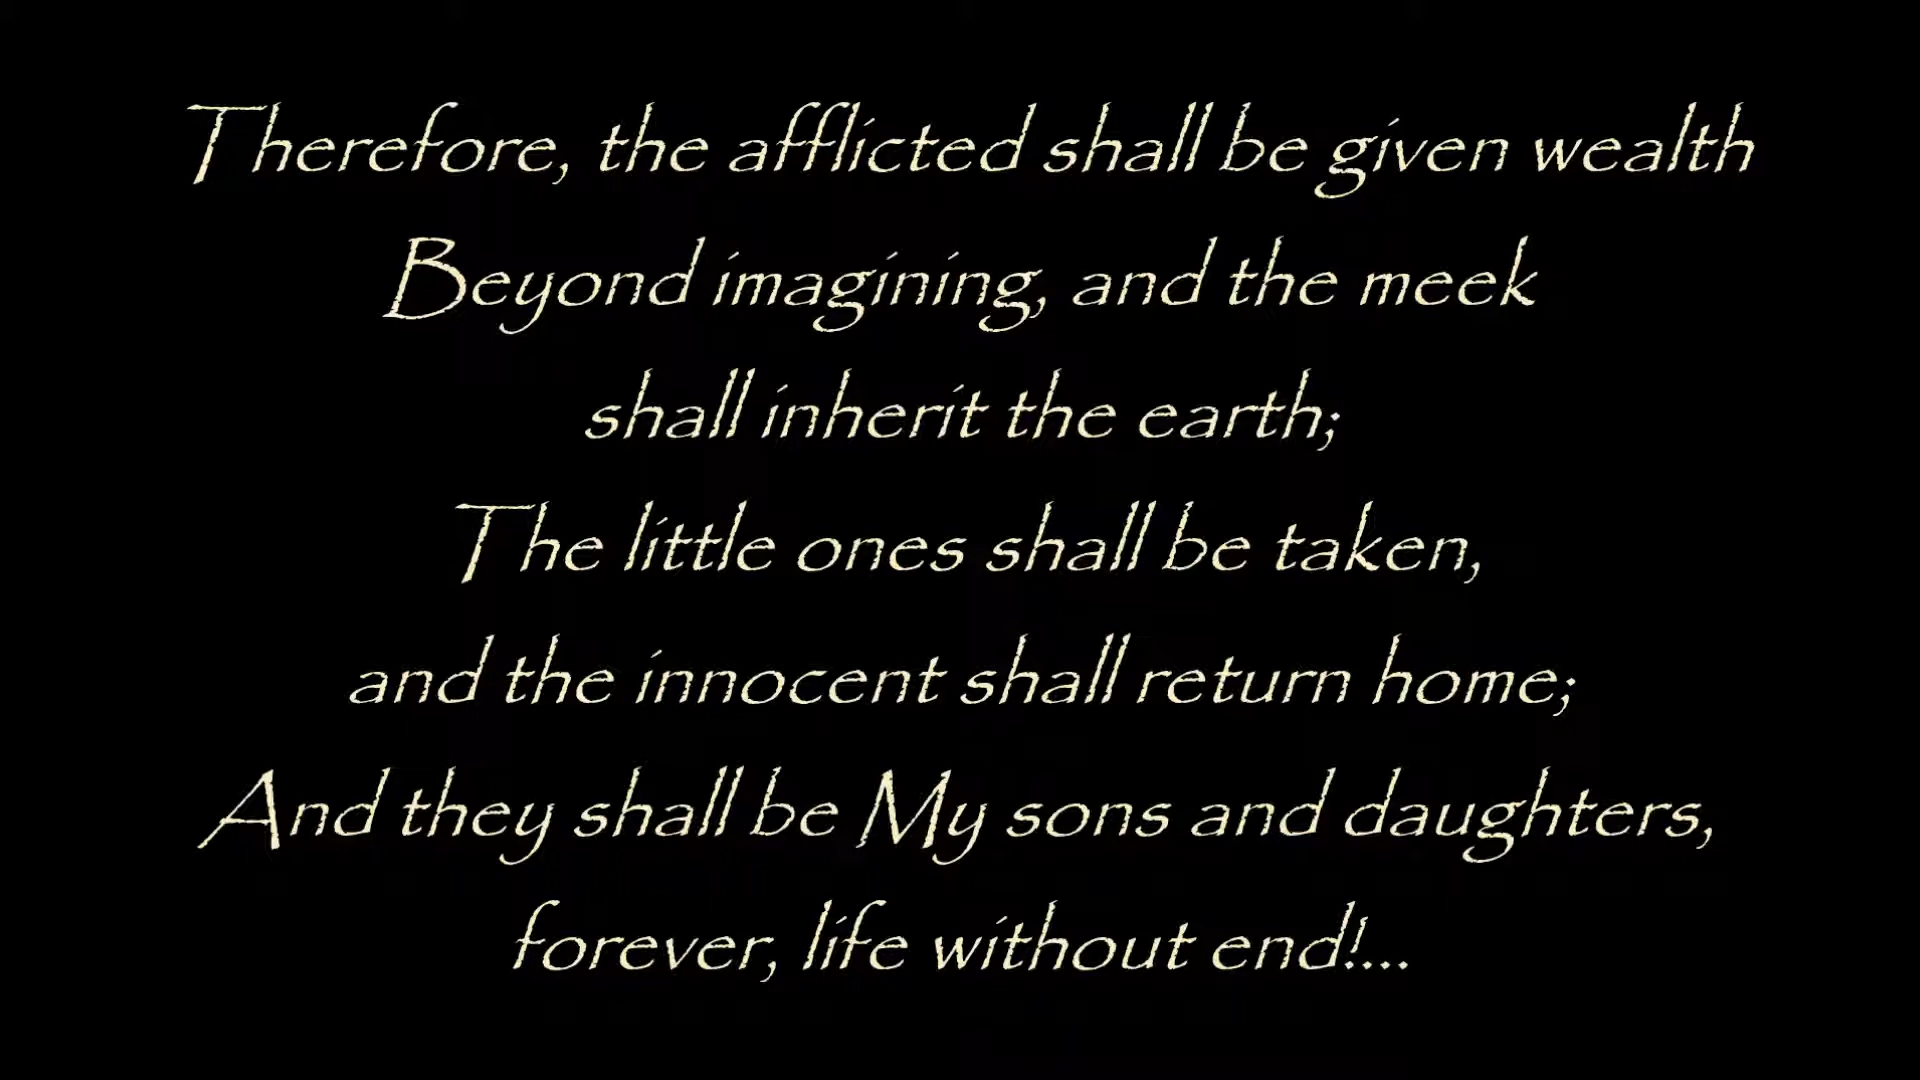 Therefore, the afflicted shall be given wealth
Beyond imagining, and the meek
shall inherit the earth;
The little ones shall be taken,
and the innocent shall return home;
And they shall be My sons and daughters,
forever, life without end!...